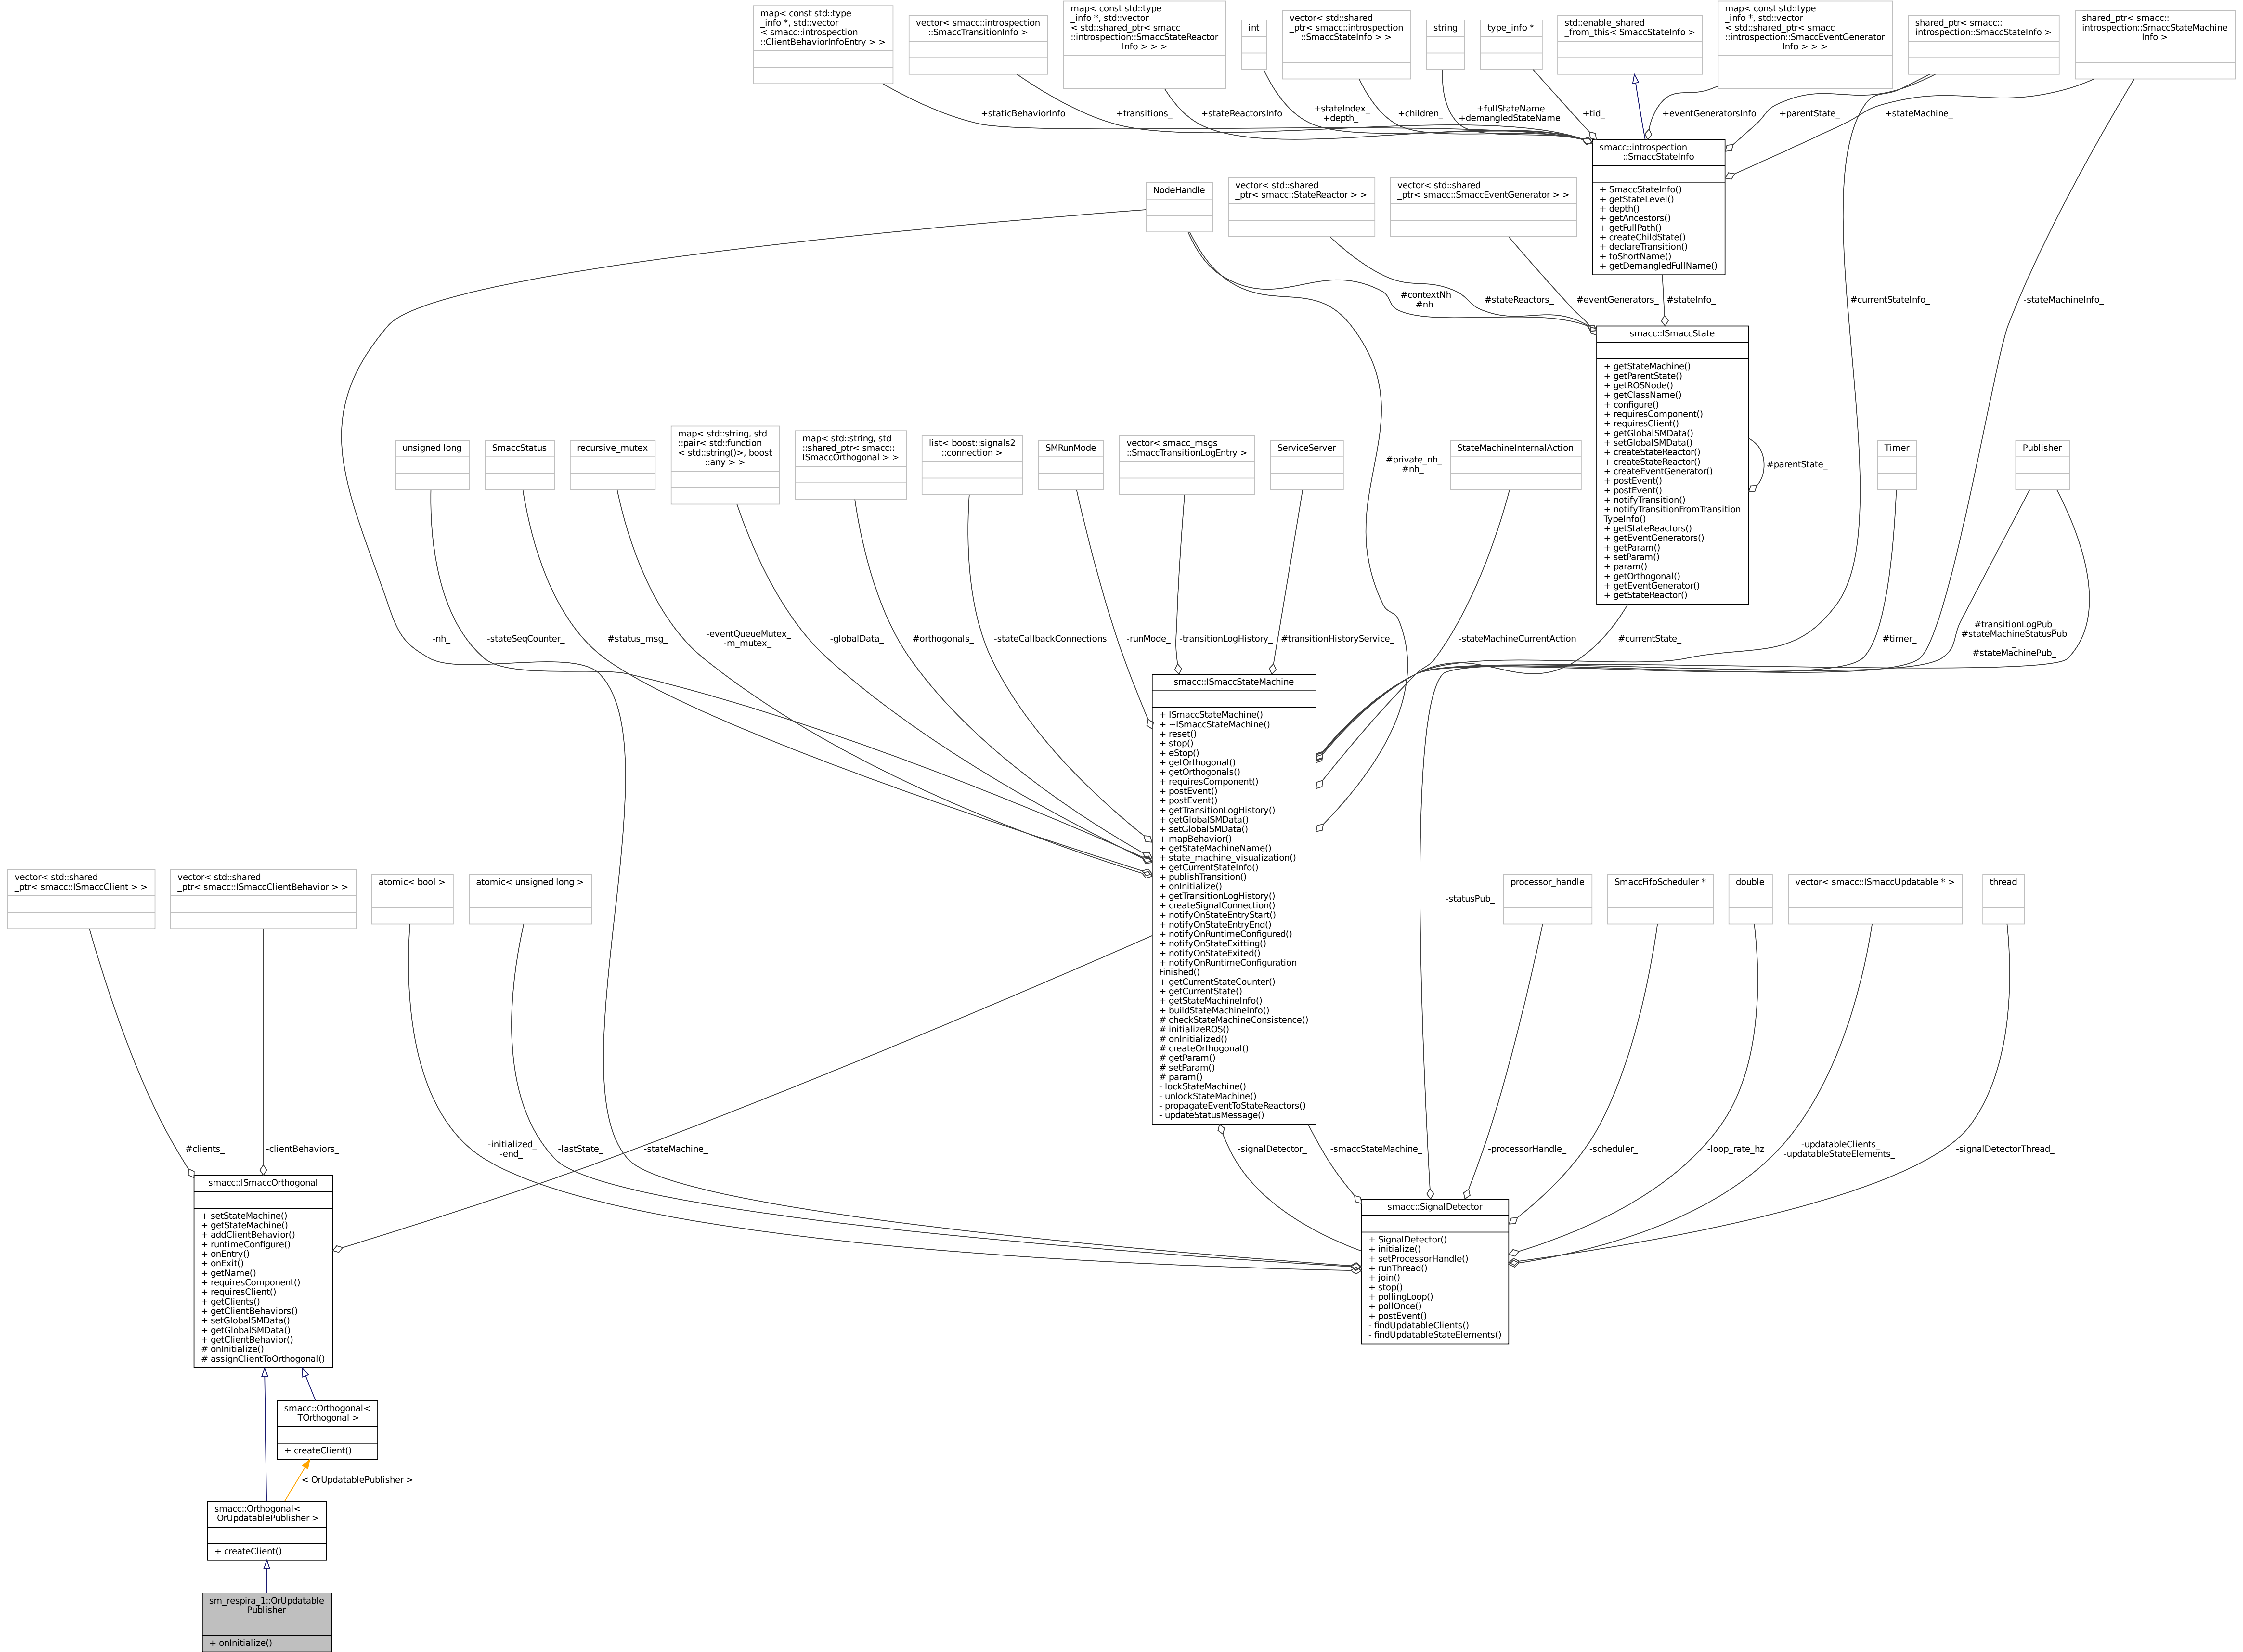 map< const std::type
_info *, std::vector
< smacc::introspection
::ClientBehaviorInfoEntry > >
vector< smacc::introspection
::SmaccTransitionInfo >
map< const std::type
_info *, std::vector
< std::shared_ptr< smacc
::introspection::SmaccStateReactor
Info > > >
int
vector< std::shared
_ptr< smacc::introspection
::SmaccStateInfo > >
string
type_info *
std::enable_shared
_from_this< SmaccStateInfo >
map< const std::type
_info *, std::vector
< std::shared_ptr< smacc
::introspection::SmaccEventGenerator
Info > > >
shared_ptr< smacc::
introspection::SmaccStateInfo >
shared_ptr< smacc::
introspection::SmaccStateMachine
Info >
+staticBehaviorInfo
+transitions_
+stateReactorsInfo
+stateIndex_
+depth_
+children_
+fullStateName
+demangledStateName
+tid_
+eventGeneratorsInfo
+parentState_
+stateMachine_
smacc::introspection
::SmaccStateInfo
+ SmaccStateInfo()
+ getStateLevel()
+ depth()
+ getAncestors()
+ getFullPath()
+ createChildState()
+ declareTransition()
+ toShortName()
+ getDemangledFullName()
NodeHandle
vector< std::shared
_ptr< smacc::StateReactor > >
vector< std::shared
_ptr< smacc::SmaccEventGenerator > >
#contextNh
#nh
#stateReactors_
#eventGenerators_
#stateInfo_
#currentStateInfo_
-stateMachineInfo_
smacc::ISmaccState
+ getStateMachine()
+ getParentState()
+ getROSNode()
+ getClassName()
+ configure()
+ requiresComponent()
+ requiresClient()
+ getGlobalSMData()
+ setGlobalSMData()
+ createStateReactor()
+ createStateReactor()
+ createEventGenerator()
+ postEvent()
+ postEvent()
+ notifyTransition()
+ notifyTransitionFromTransition
TypeInfo()
+ getStateReactors()
+ getEventGenerators()
+ getParam()
+ setParam()
+ param()
+ getOrthogonal()
+ getEventGenerator()
+ getStateReactor()
#parentState_
unsigned long
SmaccStatus
recursive_mutex
map< std::string, std
::pair< std::function
< std::string()>, boost
::any > >
map< std::string, std
::shared_ptr< smacc::
ISmaccOrthogonal > >
list< boost::signals2
::connection >
SMRunMode
vector< smacc_msgs
::SmaccTransitionLogEntry >
ServiceServer
#private_nh_
#nh_
StateMachineInternalAction
Timer
Publisher
-nh_
-stateSeqCounter_
#status_msg_
-eventQueueMutex_
-m_mutex_
-globalData_
#orthogonals_
-stateCallbackConnections
-runMode_
-transitionLogHistory_
#transitionHistoryService_
-stateMachineCurrentAction
#currentState_
#timer_
#transitionLogPub_
#stateMachineStatusPub
_
#stateMachinePub_
smacc::ISmaccStateMachine
+ ISmaccStateMachine()
+ ~ISmaccStateMachine()
+ reset()
+ stop()
+ eStop()
+ getOrthogonal()
+ getOrthogonals()
+ requiresComponent()
+ postEvent()
+ postEvent()
+ getTransitionLogHistory()
+ getGlobalSMData()
+ setGlobalSMData()
+ mapBehavior()
+ getStateMachineName()
+ state_machine_visualization()
+ getCurrentStateInfo()
+ publishTransition()
+ onInitialize()
+ getTransitionLogHistory()
+ createSignalConnection()
+ notifyOnStateEntryStart()
+ notifyOnStateEntryEnd()
+ notifyOnRuntimeConfigured()
+ notifyOnStateExitting()
+ notifyOnStateExited()
+ notifyOnRuntimeConfiguration
Finished()
+ getCurrentStateCounter()
+ getCurrentState()
+ getStateMachineInfo()
+ buildStateMachineInfo()
# checkStateMachineConsistence()
# initializeROS()
# onInitialized()
# createOrthogonal()
# getParam()
# setParam()
# param()
- lockStateMachine()
- unlockStateMachine()
- propagateEventToStateReactors()
- updateStatusMessage()
vector< std::shared
_ptr< smacc::ISmaccClient > >
vector< std::shared
_ptr< smacc::ISmaccClientBehavior > >
atomic< bool >
atomic< unsigned long >
-statusPub_
processor_handle
SmaccFifoScheduler *
double
vector< smacc::ISmaccUpdatable * >
thread
#clients_
-clientBehaviors_
-initialized_
-end_
-lastState_
-stateMachine_
-signalDetector_
-smaccStateMachine_
-processorHandle_
-scheduler_
-loop_rate_hz
-updatableClients_
-updatableStateElements_
-signalDetectorThread_
smacc::ISmaccOrthogonal
+ setStateMachine()
+ getStateMachine()
+ addClientBehavior()
+ runtimeConfigure()
+ onEntry()
+ onExit()
+ getName()
+ requiresComponent()
+ requiresClient()
+ getClients()
+ getClientBehaviors()
+ setGlobalSMData()
+ getGlobalSMData()
+ getClientBehavior()
# onInitialize()
# assignClientToOrthogonal()
smacc::SignalDetector
+ SignalDetector()
+ initialize()
+ setProcessorHandle()
+ runThread()
+ join()
+ stop()
+ pollingLoop()
+ pollOnce()
+ postEvent()
- findUpdatableClients()
- findUpdatableStateElements()
smacc::Orthogonal<
TOrthogonal >
+ createClient()
< OrUpdatablePublisher >
smacc::Orthogonal<
OrUpdatablePublisher >
+ createClient()
sm_respira_1::OrUpdatable
Publisher
+ onInitialize()